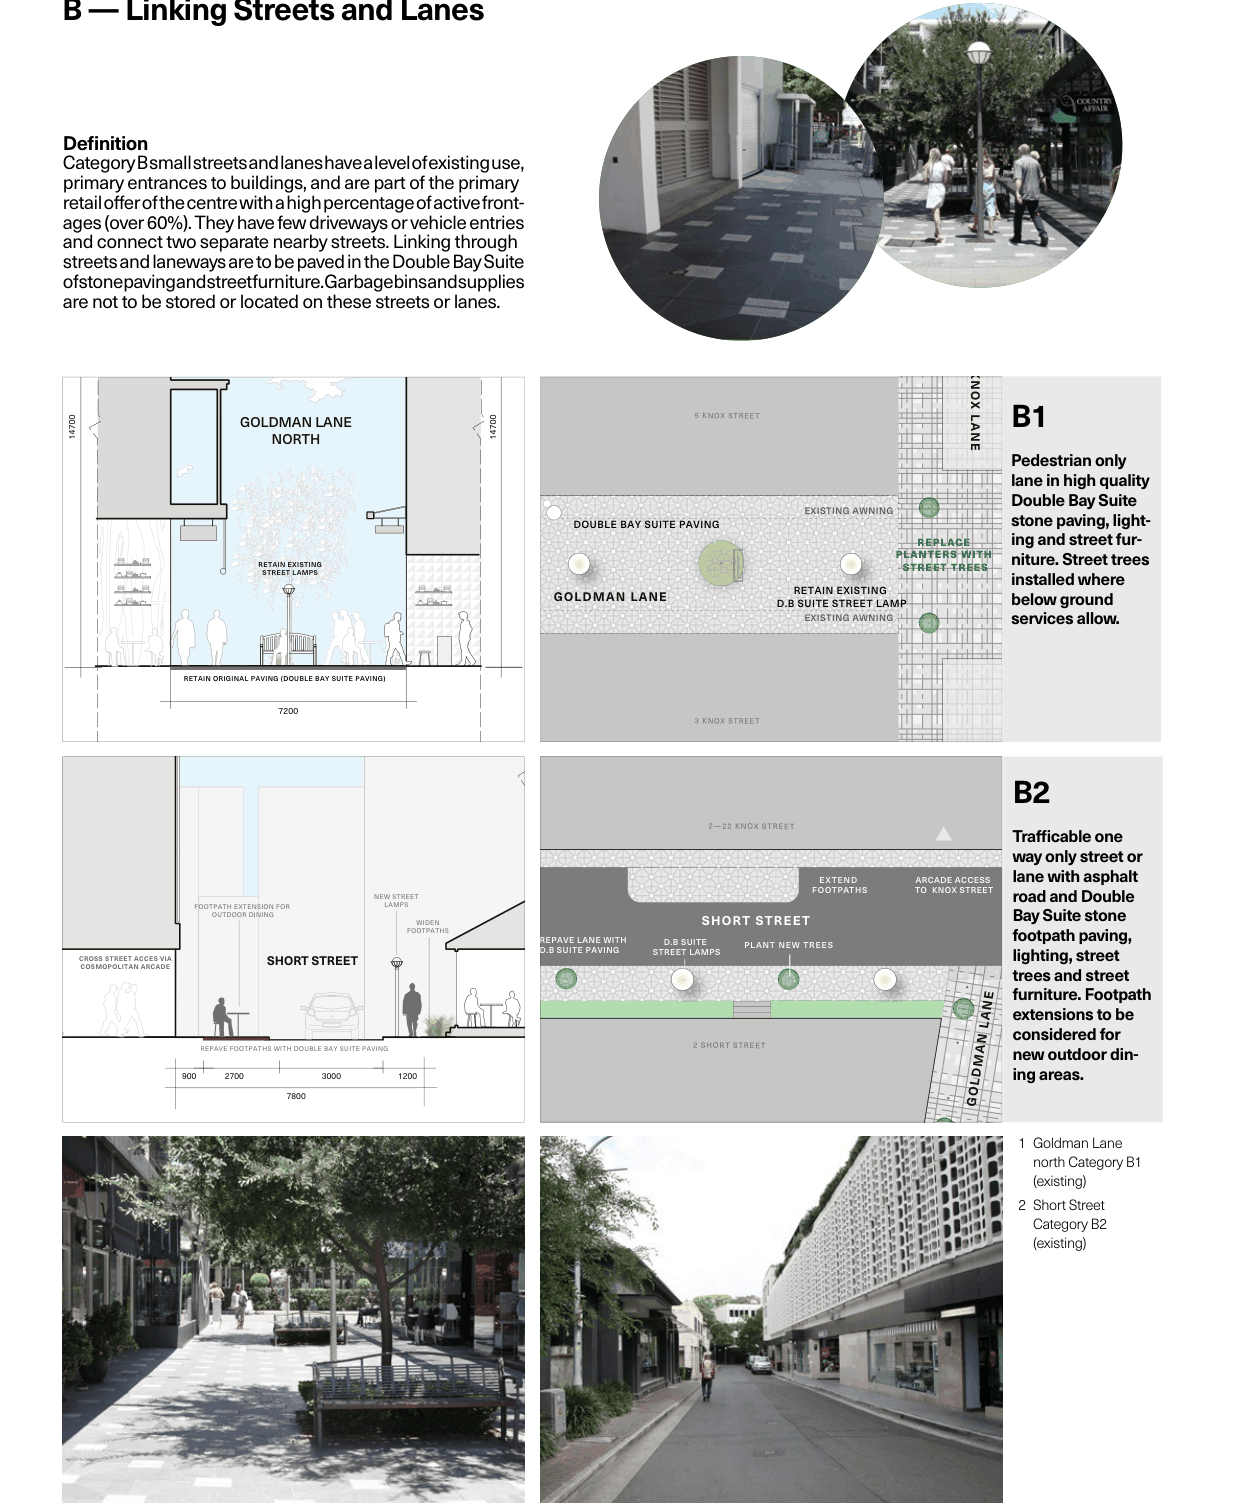 B — Linking Streets and Lanes
COUNTRY
AFFAIR
Definition
Category B small streets and lanes have a level of existing use,
primary entrances to buildings, and are part of the primary
retail offer of the centre with a high percentage of active front-
ages (over 60%). They have few driveways or vehicle entries
and connect two separate nearby streets. Linking through
streets and laneways are to be paved in the Double Bay Suite
of stone paving and street furniture. Garbage bins and supplies
are not to be stored or located on these streets or lanes.
14700
14700
GOLDMAN LANE
NORTH
RETAIN EXISTING
STREET LAMPS
RETAIN ORIGINAL PAVING (DOUBLE BAY SUITE PAVING)
7200
5 KNOX STREET
KNOX LANE
EXISTING AWNING
DOUBLE BAY SUITE PAVING
REPLACE
PLANTERS WITH
STREET TREES
GOLDMAN LANE
RETAIN EXISTING
D.B SUITE STREET LAMP
EXISTING AWNING
3 KNOX STREET
B1
Pedestrian only
lane in high quality
Double Bay Suite
stone paving, light-
ing and street fur-
niture. Street trees
installed where
below ground
services allow.
FOOTPATH EXTENSION FOR
OUTDOOR DINING
NEW STREET
LAMPS
WIDEN
FOOTPATHS
CROSS STREET ACCES VIA
COSMOPOLITAN ARCADE
SHORT STREET
REPAVE FOOTPATHS WITH DOUBLE BAY SUITE PAVING
900
2700
3000
1200
7800
2—22 KNOX STREET
EXTEND
FOOTPATHS
ARCADE ACCESS
TO KNOX STREET
SHORT STREET
REPAVE LANE WITH
D.B SUITE PAVING
D.B SUITE
STREET LAMPS
PLANT NEW TREES
2 SHORT STREET
GOLDMAN LANE
B2
Trafficable one
way only street or
lane with asphalt
road and Double
Bay Suite stone
footpath paving,
lighting, street
trees and street
furniture. Footpath
extensions to be
considered for
new outdoor din-
ing areas.
1 Goldman Lane
north Category B1
(existing)
2 Short Street
Category B2
(existing)